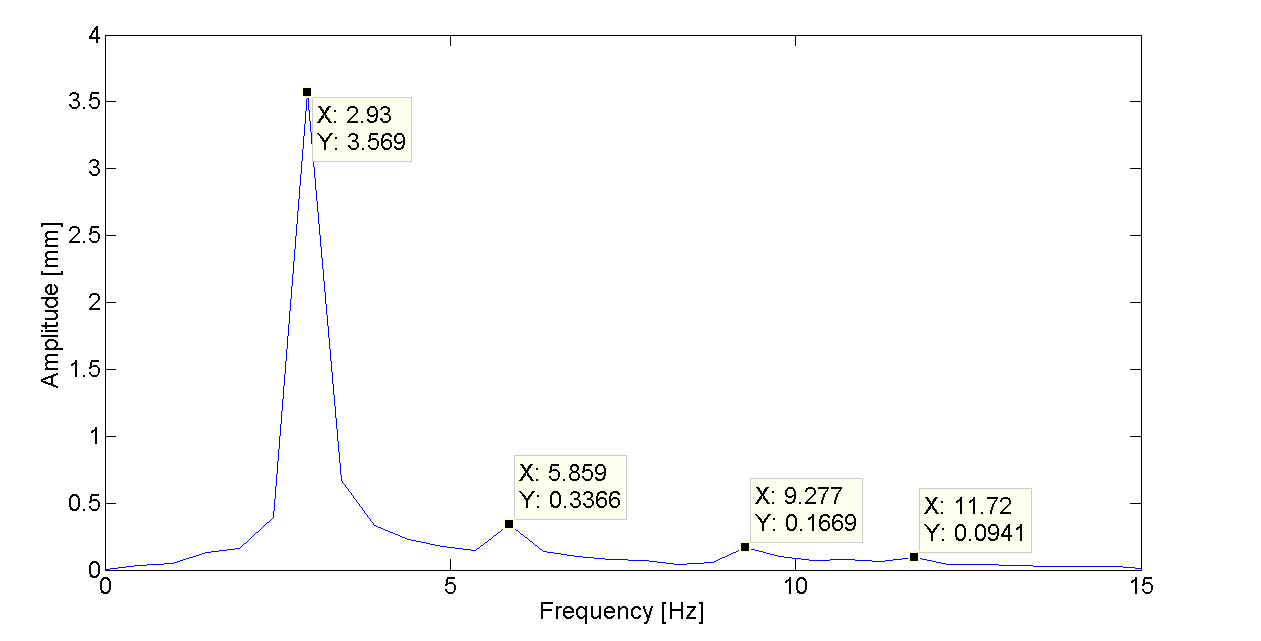 4
3.5
3
2.5
2
1.5
1
0.5
0
Amplitude [mm]
X: 2.93
Y: 3.569
X: 5.859
Y: 0.3366
X: 9.277
Y: 0.1669
X: 11.72
Y: 0.0941
0
5
10
15
Frequency [Hz]